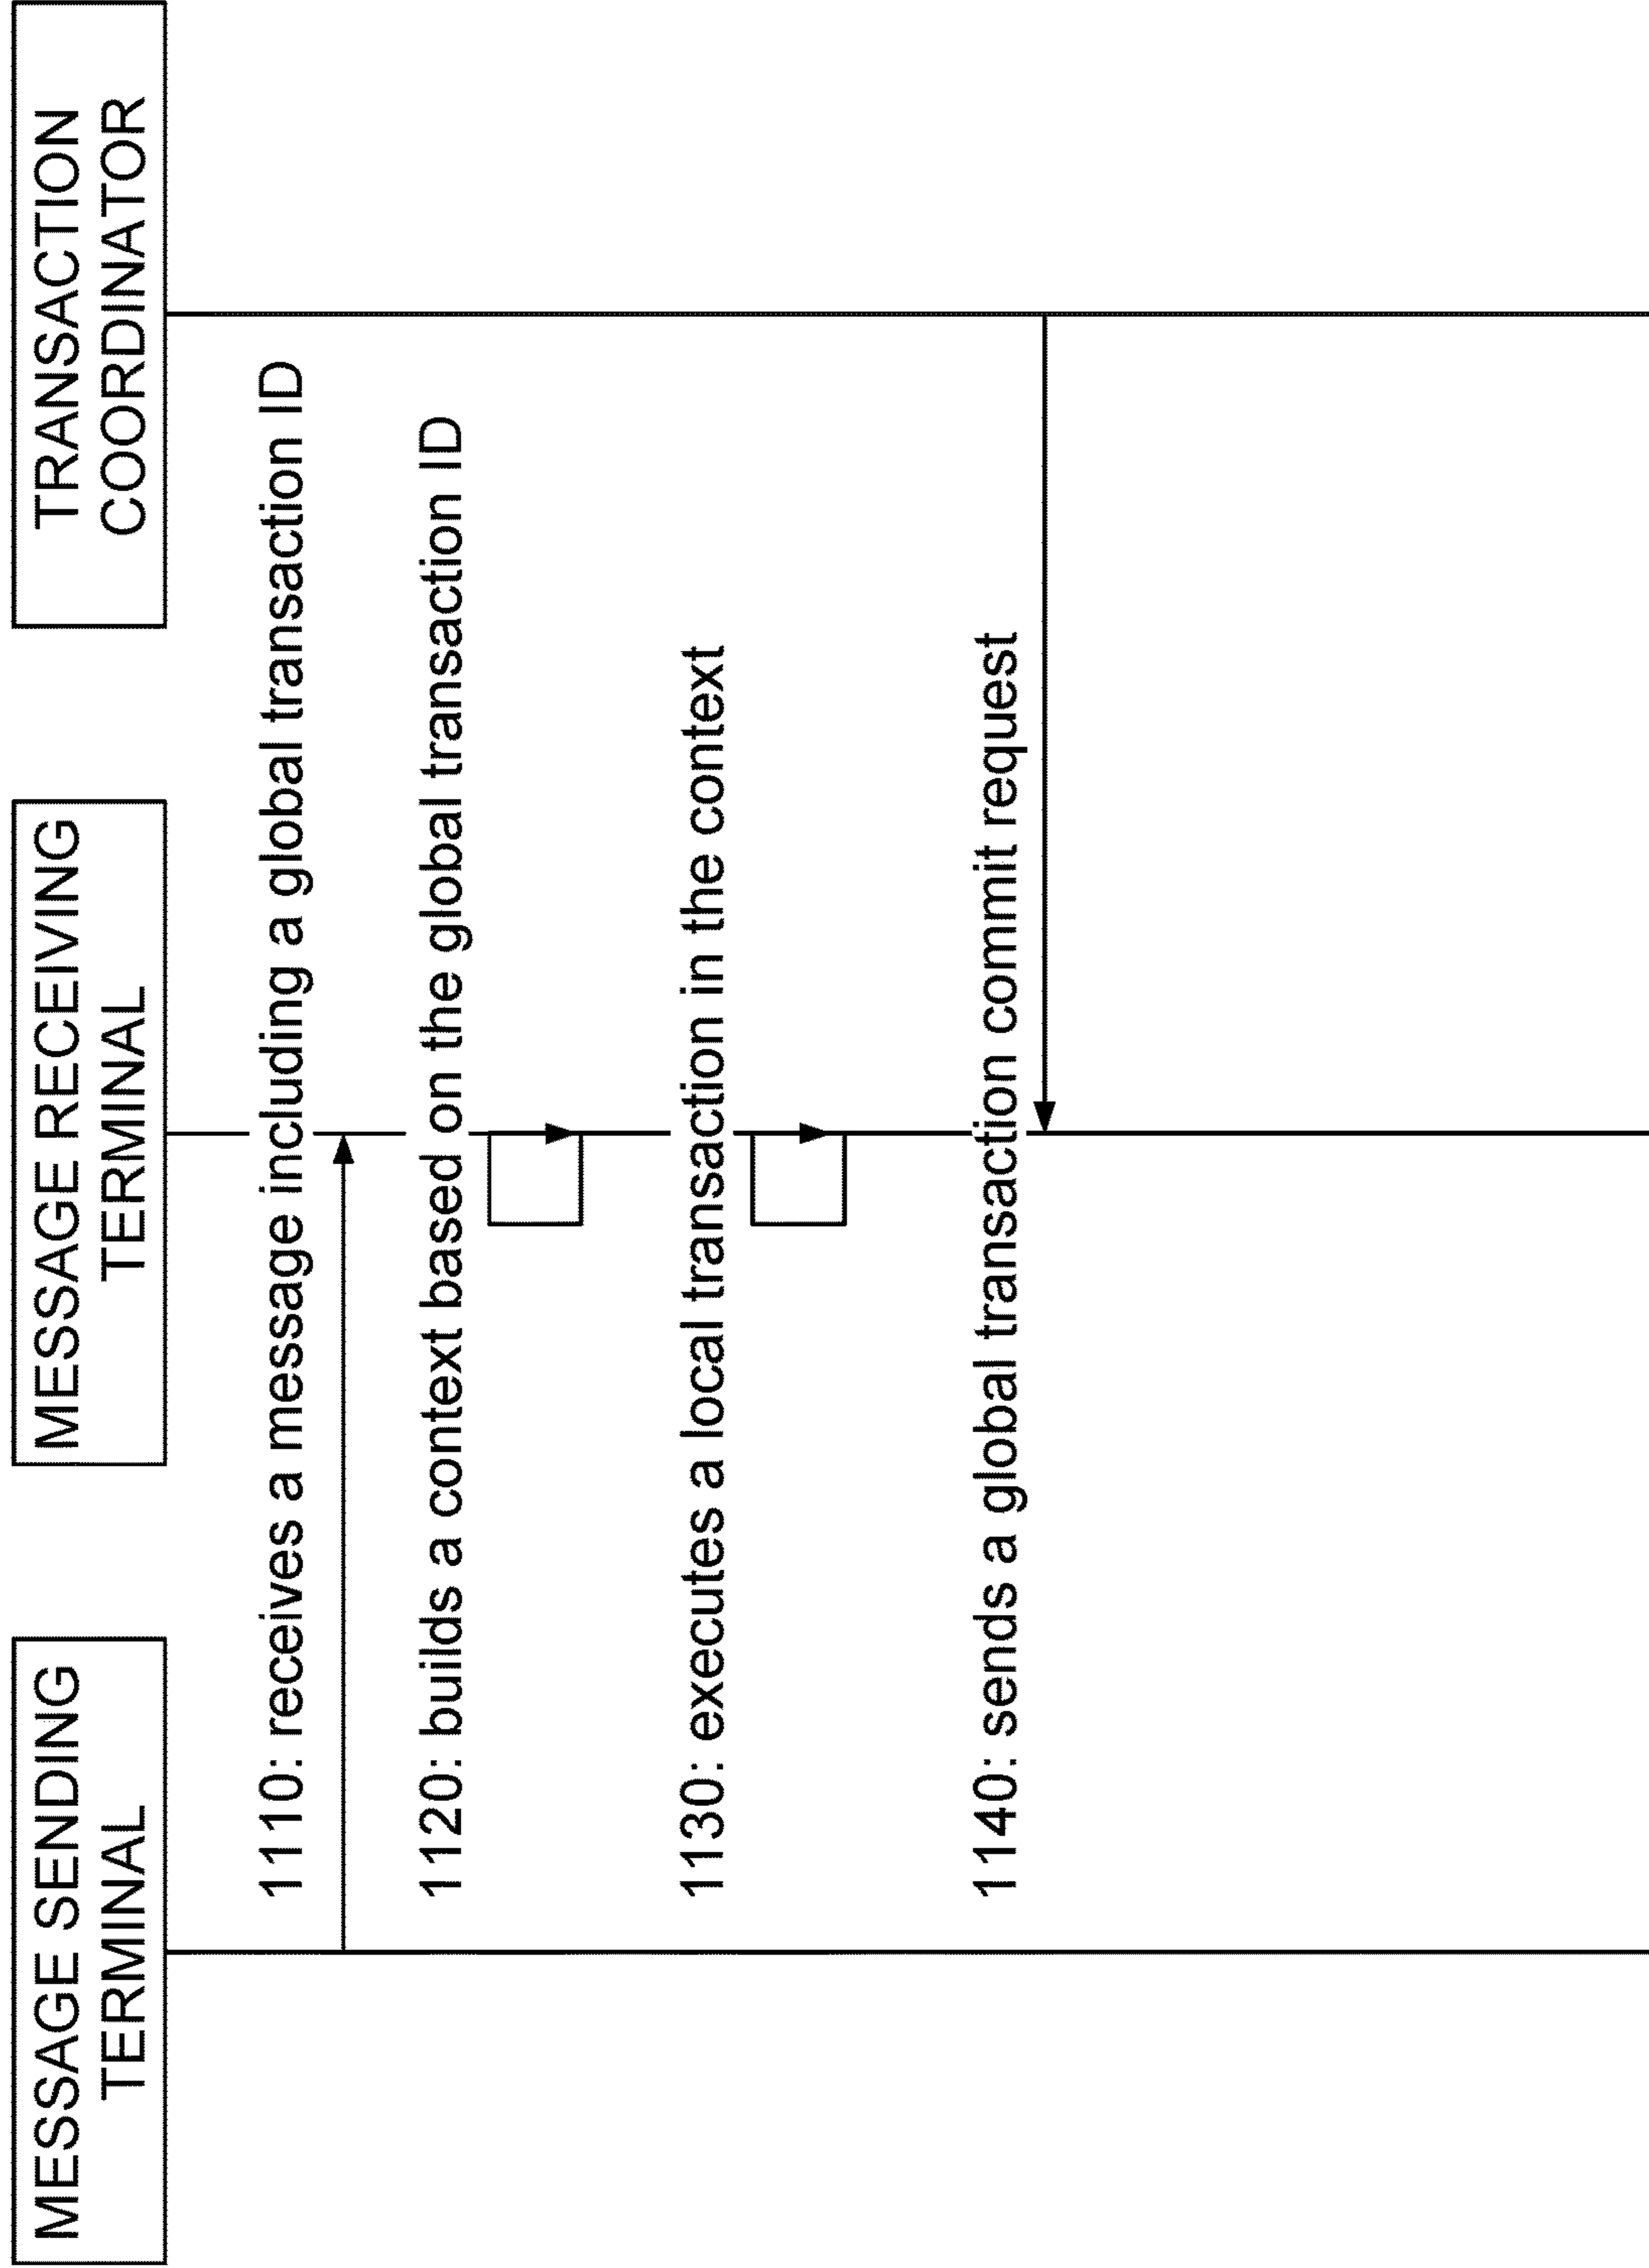 MESSAGE SENDING
TERMINAL
MESSAGE RECEIVING
TERMINAL
TRANSACTION
COORDINATOR
1110: receives a message including a global transaction ID
1120: builds a context based on the global transaction ID
1130: executes a local transaction in the context
1140: sends a global transaction commit request